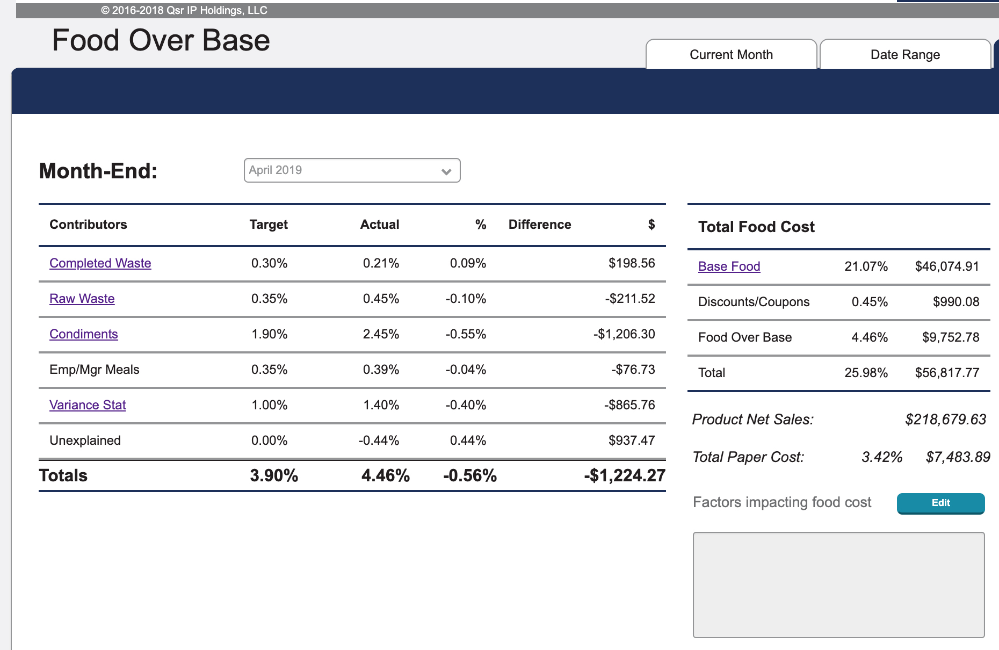 © 2016-2018 Qsr IP Holdings, LLC
Food Over Base
Current Month Date Range
Month-End: April 2019
Contributors Target Actual % Difference $
Completed Waste 0.30% 0.21% 0.09% $198.56
Raw Waste 0.35% 0.45% -0.10% -$211.52
Condiments 1.90% 2.45% -0.55% -$1,206.30
Emp/Mgr Meals 0.35% 0.39% -0.04% -$76.73
Variance Stat 1.00% 1.40% -0.40% -$865.76
Unexplained 0.00% -0.44% 0.44% $937.47
Totals 3.90% 4.46% -0.56% -$1,224.27
Total Food Cost
Base Food 21.07% $46,074.91
Discounts/Coupons 0.45% $990.08
Food Over Base 4.46% $9,752.78
Total 25.98% $56,817.77
Product Net Sales: $218,679.63
Total Paper Cost: 3.42% $7,483.89
Factors impacting food cost Edit